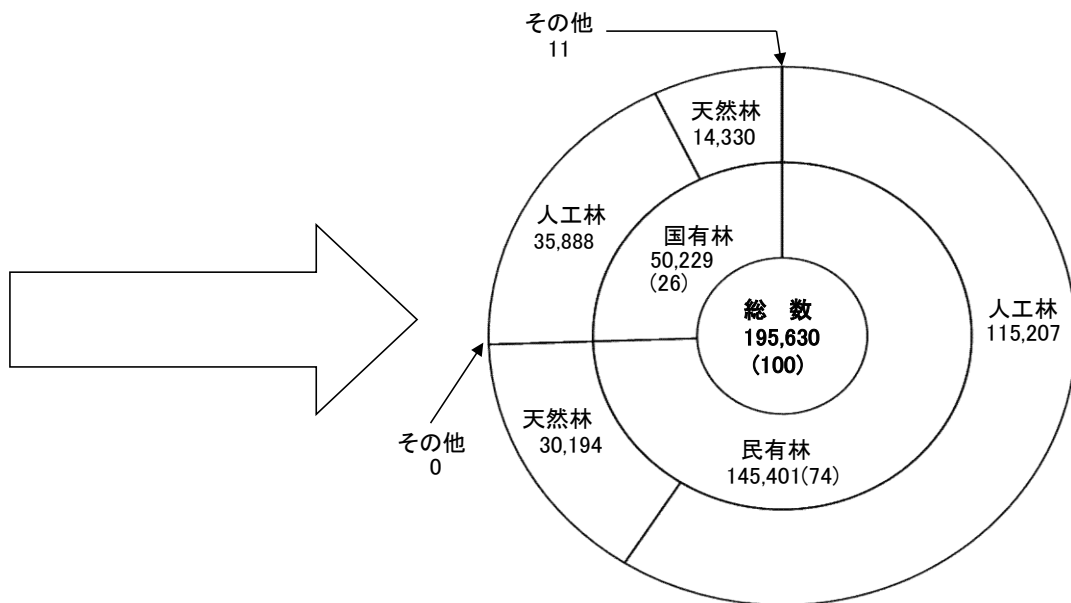 その他
11
天然林
14,330
人工林
35,888
国有林
50,229
(26)
総　数
195,630
(100)
人工林
115,207
天然林
30,194
その他
0
民有林
145,401(74)